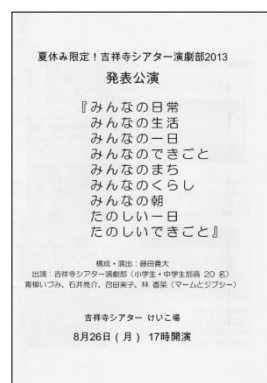 夏休み限定！吉祥寺シアター演劇部2013
発表公演
『みんなの日常
みんなの生活
みんなの一日
みんなのできごと
みんなのまち
みんなのくらし
みんなの朝
たのしい一日
たのしいできごと』
構成・演出：藤田貴大
出演：吉祥寺シアター演劇部（小学生・中学生部員 20 名）
青柳いづみ、石井亮介、召田実子、林 香菜（マームとジプシー）
吉祥寺シアター けいこ場
8月26日（月） 17時開演